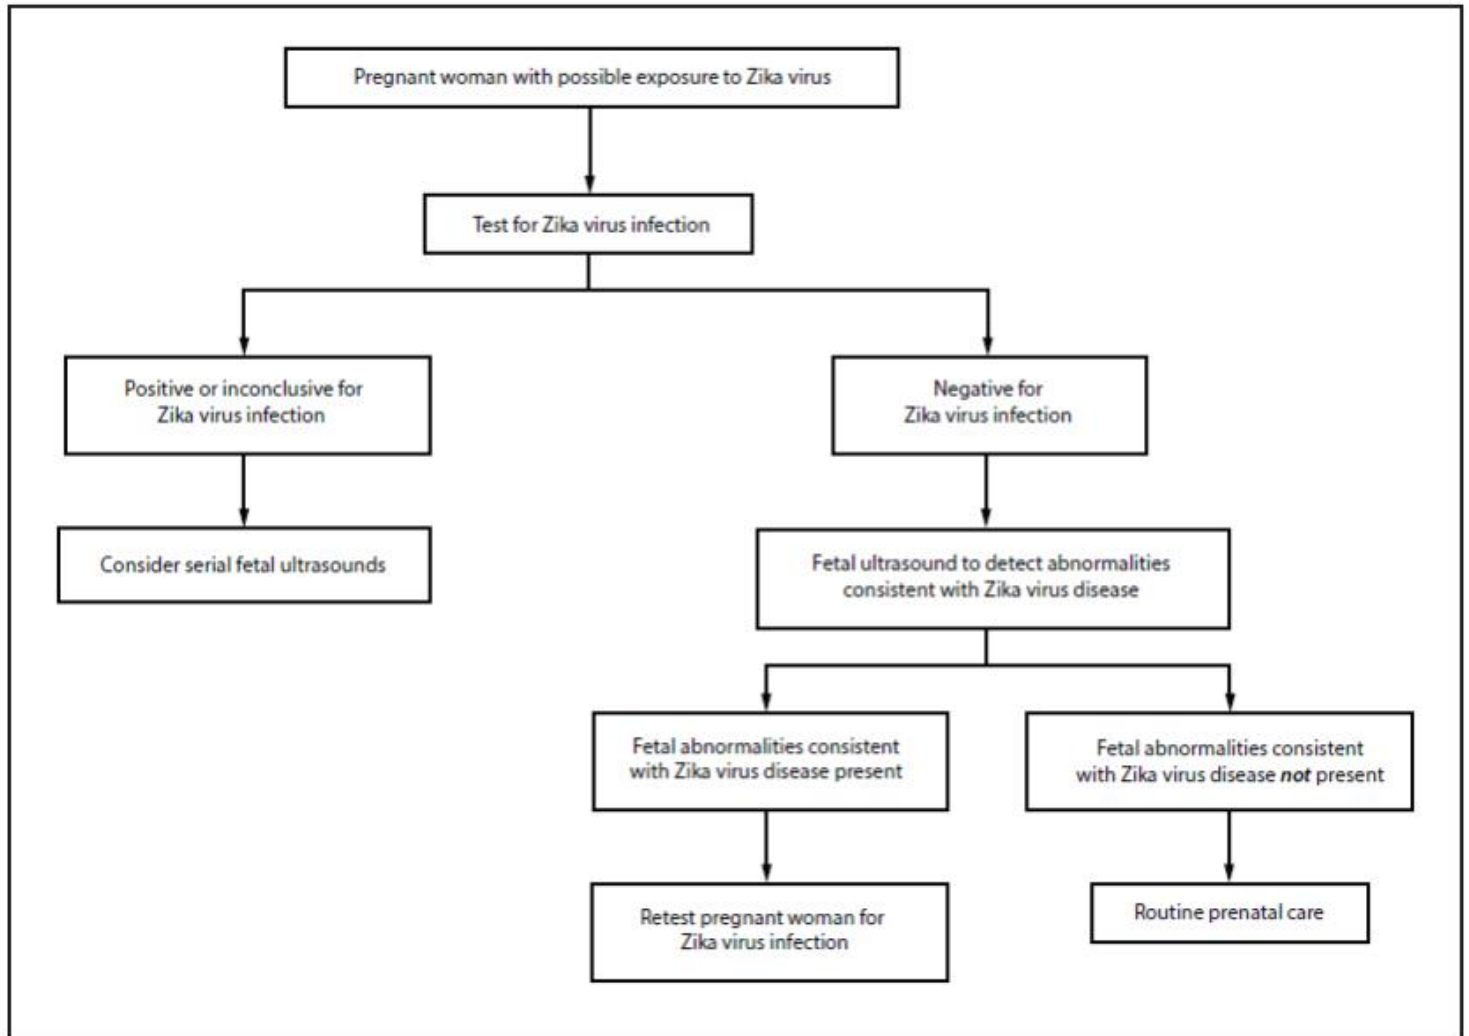 Pregnant woman with possible exposure to Zika virus
Test for Zika virus infection
Positive or inconclusive for
Zika virus infection
Negative for
Zika virus infection
Consider serial fetal ultrasounds
Fetal ultrasound to detect abnormalities
consistent with Zika virus disease
Fetal abnormalities consistent
with Zika virus disease present
Fetal abnormalities consistent
with Zika virus disease not present
Retest pregnant woman for
Zika virus infection
Routine prenatal care